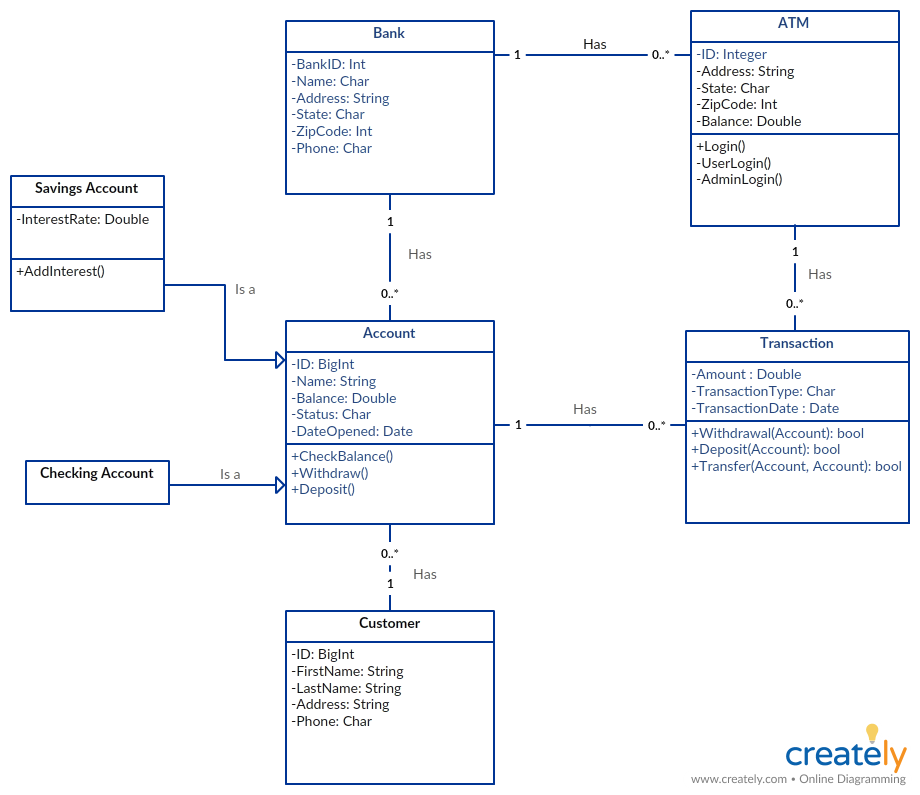 Bank
-BankID: Int
-Name: Char
-Address: String
-State: Char
-ZipCode: Int
-Phone: Char
1
Has
0..*
ATM
-ID: Integer
-Address: String
-State: Char
-ZipCode: Int
-Balance: Double
+Login()
-UserLogin()
-AdminLogin()
Savings Account
-InterestRate: Double
+AddInterest()
Is a
1
Has
0..*
1
Has
0..*
Account
-ID: BigInt
-Name: String
-Balance: Double
-Status: Char
-DateOpened: Date
+CheckBalance()
+Withdraw()
+Deposit()
1
Has
0..*
Transaction
-Amount : Double
-TransactionType: Char
-TransactionDate : Date
+Withdrawal(Account): bool
+Deposit(Account): bool
+Transfer(Account, Account): bool
Checking Account
Is a
0..*
Has
1
Customer
-ID: BigInt
-FirstName: String
-LastName: String
-Address: String
-Phone: Char
creately
www.creately.com • Online Diagramming